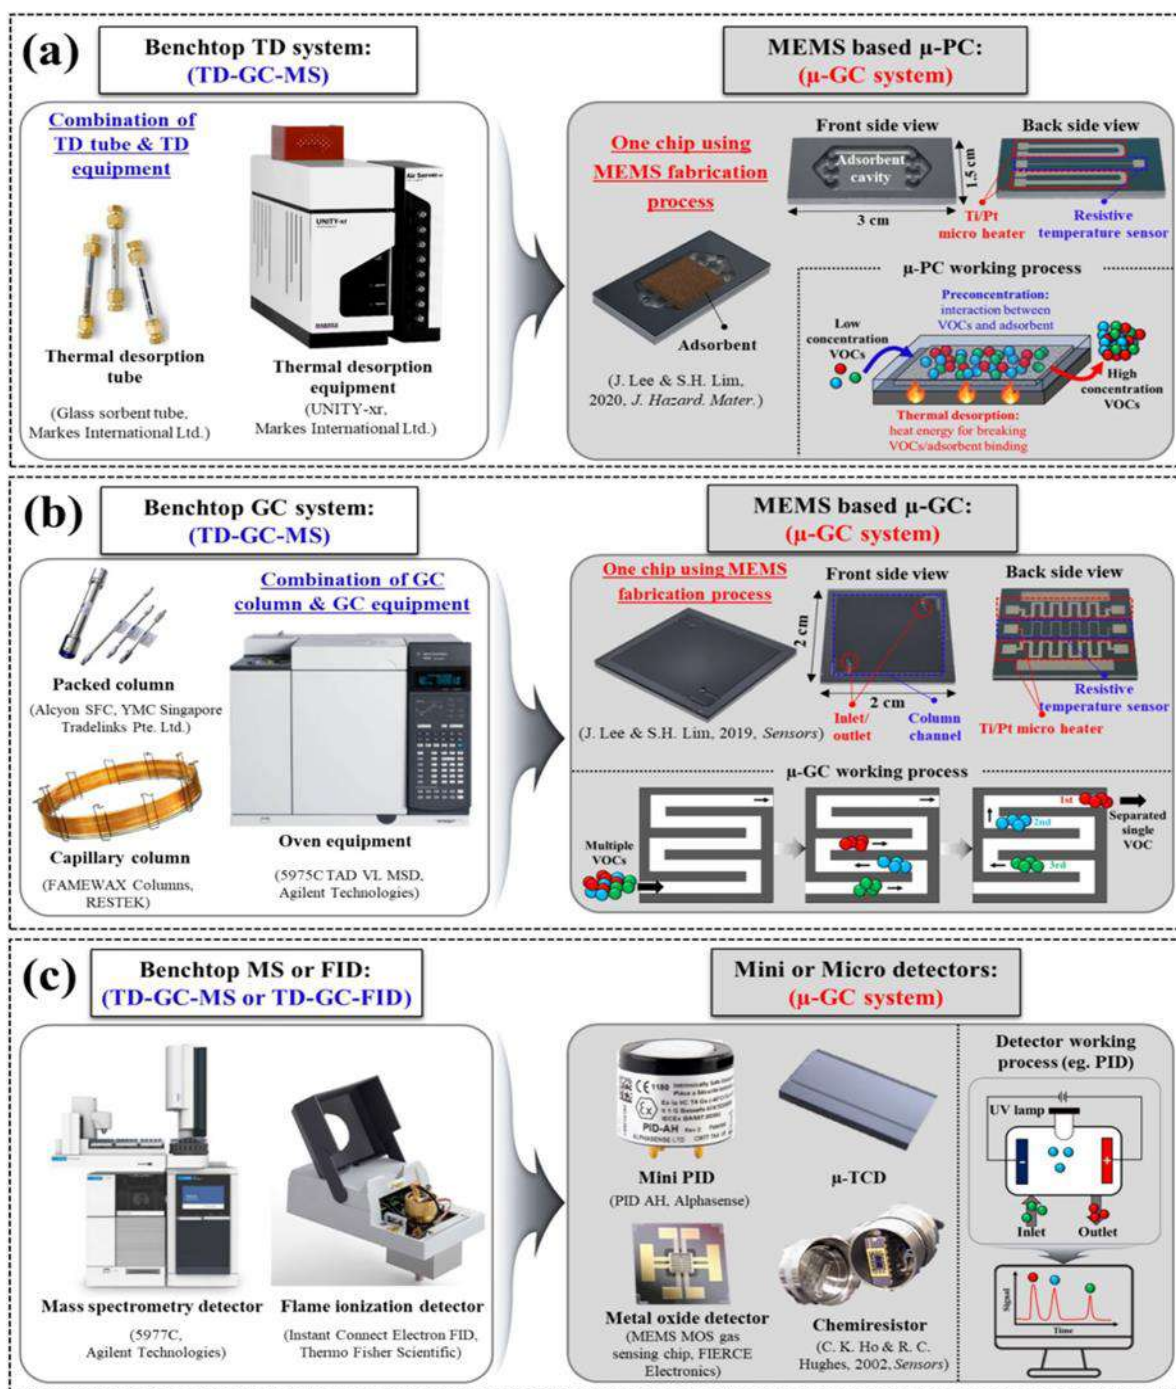 (a)
Benchtop TD system:
(TD-GC-MS)
MEMS based μ-PC:
(μ-GC system)
Combination of
TD tube & TD
equipment
Air Server-xr
UNITY-xr
Thermal desorption
tube
(Glass sorbent tube,
Markes International Ltd.)
Thermal desorption
equipment
(UNITY-xr,
Markes International Ltd.)
One chip using
MEMS fabrication
process
Adsorbent
(J. Lee & S.H. Lim,
2020, J. Hazard. Mater.)
Front side view
Back side view
Adsorbent
cavity
1.5 cm
3 cm
Ti/Pt
micro heater
Resistive
temperature sensor
μ-PC working process
Preconcentration:
interaction between
VOCs and adsorbent
Low
concentration
VOCs
High
concentration
VOCs
Thermal desorption:
heat energy for breaking
VOCs/adsorbent binding
(b)
Benchtop GC system:
(TD-GC-MS)
MEMS based μ-GC:
(μ-GC system)
Combination of GC
column & GC equipment
Packed column
(Alcyon SFC, YMC Singapore
Tradelinks Pte. Ltd.)
Capillary column
(FAMEWAX Columns,
RESTEK)
Oven equipment
(5975C TAD VL MSD,
Agilent Technologies)
One chip using MEMS
fabrication process
(J. Lee & S.H. Lim, 2019, Sensors)
Front side view
Back side view
2 cm
2 cm
Inlet/
outlet
Column
channel
Resistive
temperature sensor
Ti/Pt micro heater
μ-GC working process
Multiple
VOCs
1st
2nd
3rd
Separated
single
VOC
(c)
Benchtop MS or FID:
(TD-GC-MS or TD-GC-FID)
Mini or Micro detectors:
(μ-GC system)
Mass spectrometry detector
(5977C,
Agilent Technologies)
Flame ionization detector
(Instant Connect Electron FID,
Thermo Fisher Scientific)
CE 1180
Ex
PID-AH
ALPHASENSE LTD
Mini PID
(PID AH, Alphasense)
μ-TCD
Metal oxide detector
(MEMS MOS gas
sensing chip, FIERCE
Electronics)
Chemiresistor
(C. K. Ho & R. C.
Hughes, 2002, Sensors)
Detector working
process (eg. PID)
UV lamp
-
+
Inlet
Outlet
Signal
Time